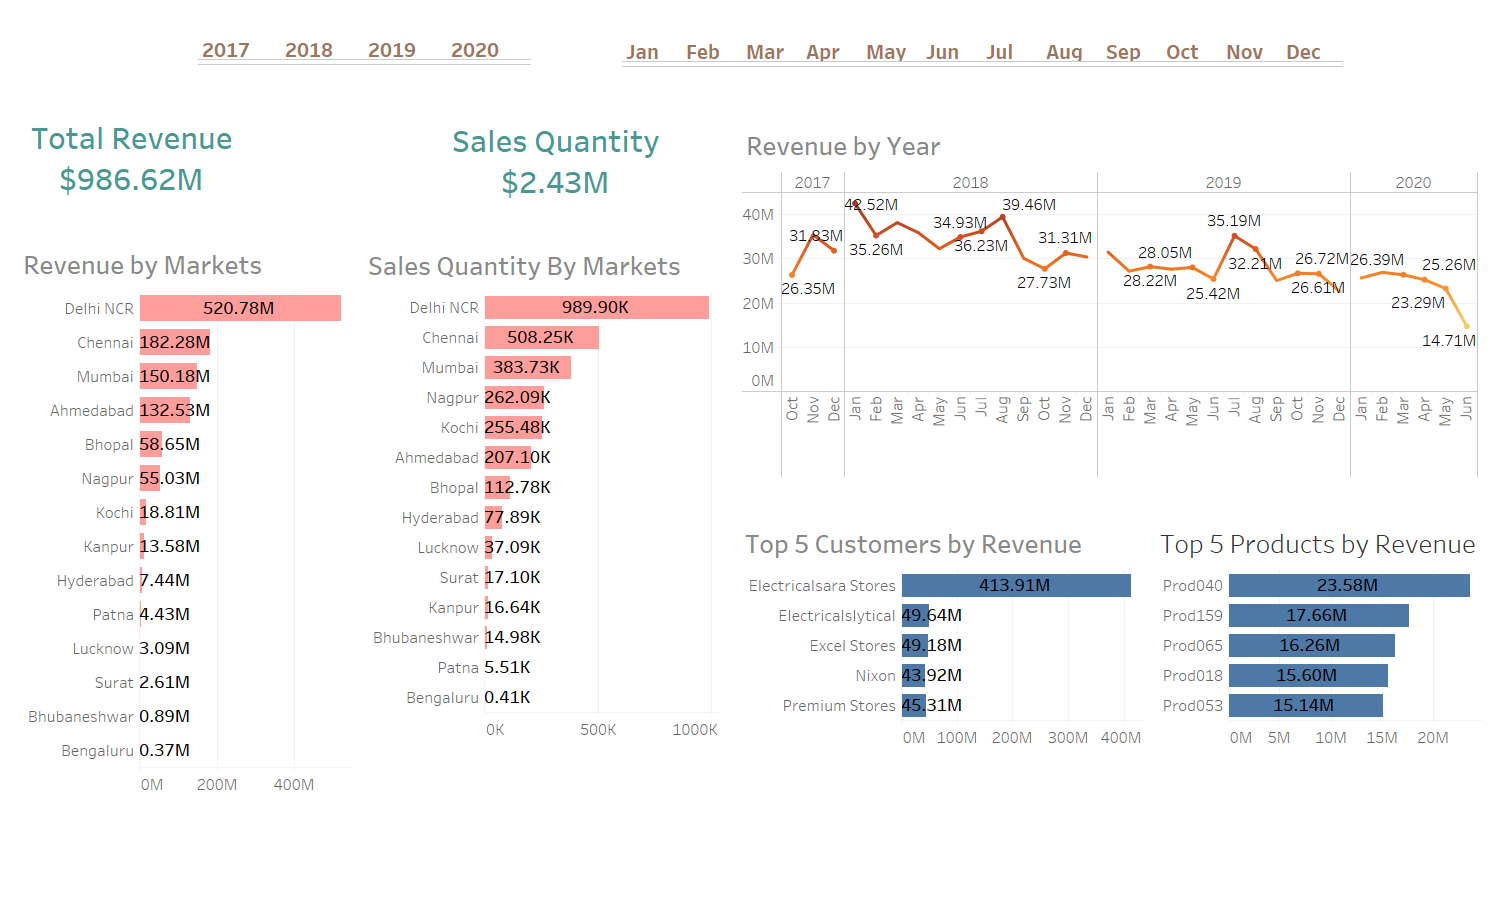 2017 2018 2019 2020
Jan Feb Mar Apr May Jun Jul Aug Sep Oct Nov Dec
Total Revenue
$986.62M
Sales Quantity
$2.43M
Revenue by Markets
Delhi NCR 520.78M
Chennai 182.28M
Mumbai 150.18M
Ahmedabad 132.53M
Bhopal 58.65M
Nagpur 55.03M
Kochi 18.81M
Kanpur 13.58M
Hyderabad 7.44M
Patna 4.43M
Lucknow 3.09M
Surat 2.61M
Bhubaneshwar 0.89M
Bengaluru 0.37M
0M 200M 400M
Sales Quantity By Markets
Delhi NCR 989.90K
Chennai 508.25K
Mumbai 383.73K
Nagpur 262.09K
Kochi 255.48K
Ahmedabad 207.10K
Bhopal 112.78K
Hyderabad 77.89K
Lucknow 37.09K
Surat 17.10K
Kanpur 16.64K
Bhubaneshwar 14.98K
Patna 5.51K
Bengaluru 0.41K
0K 500K 1000K
Revenue by Year
2017 2018 2019 2020
40M
30M
20M
10M
0M
26.35M 31.83M 42.52M 35.26M 34.93M 36.23M 39.46M 27.73M 31.31M
28.22M 28.05M 25.42M 35.19M 32.21M 26.72M 26.61M
26.39M 23.29M 25.26M 14.71M
Oct Nov Dec Jan Feb Mar Apr May Jun Jul Aug Sep Oct Nov Dec Jan Feb Mar Apr May Jun Jul Aug Sep Oct Nov Dec Jan Feb Mar Apr May Jun
Top 5 Customers by Revenue
Electricalsara Stores 413.91M
Electricalslytical 49.64M
Excel Stores 49.18M
Nixon 43.92M
Premium Stores 45.31M
0M 100M 200M 300M 400M
Top 5 Products by Revenue
Prod040 23.58M
Prod159 17.66M
Prod065 16.26M
Prod018 15.60M
Prod053 15.14M
0M 5M 10M 15M 20M